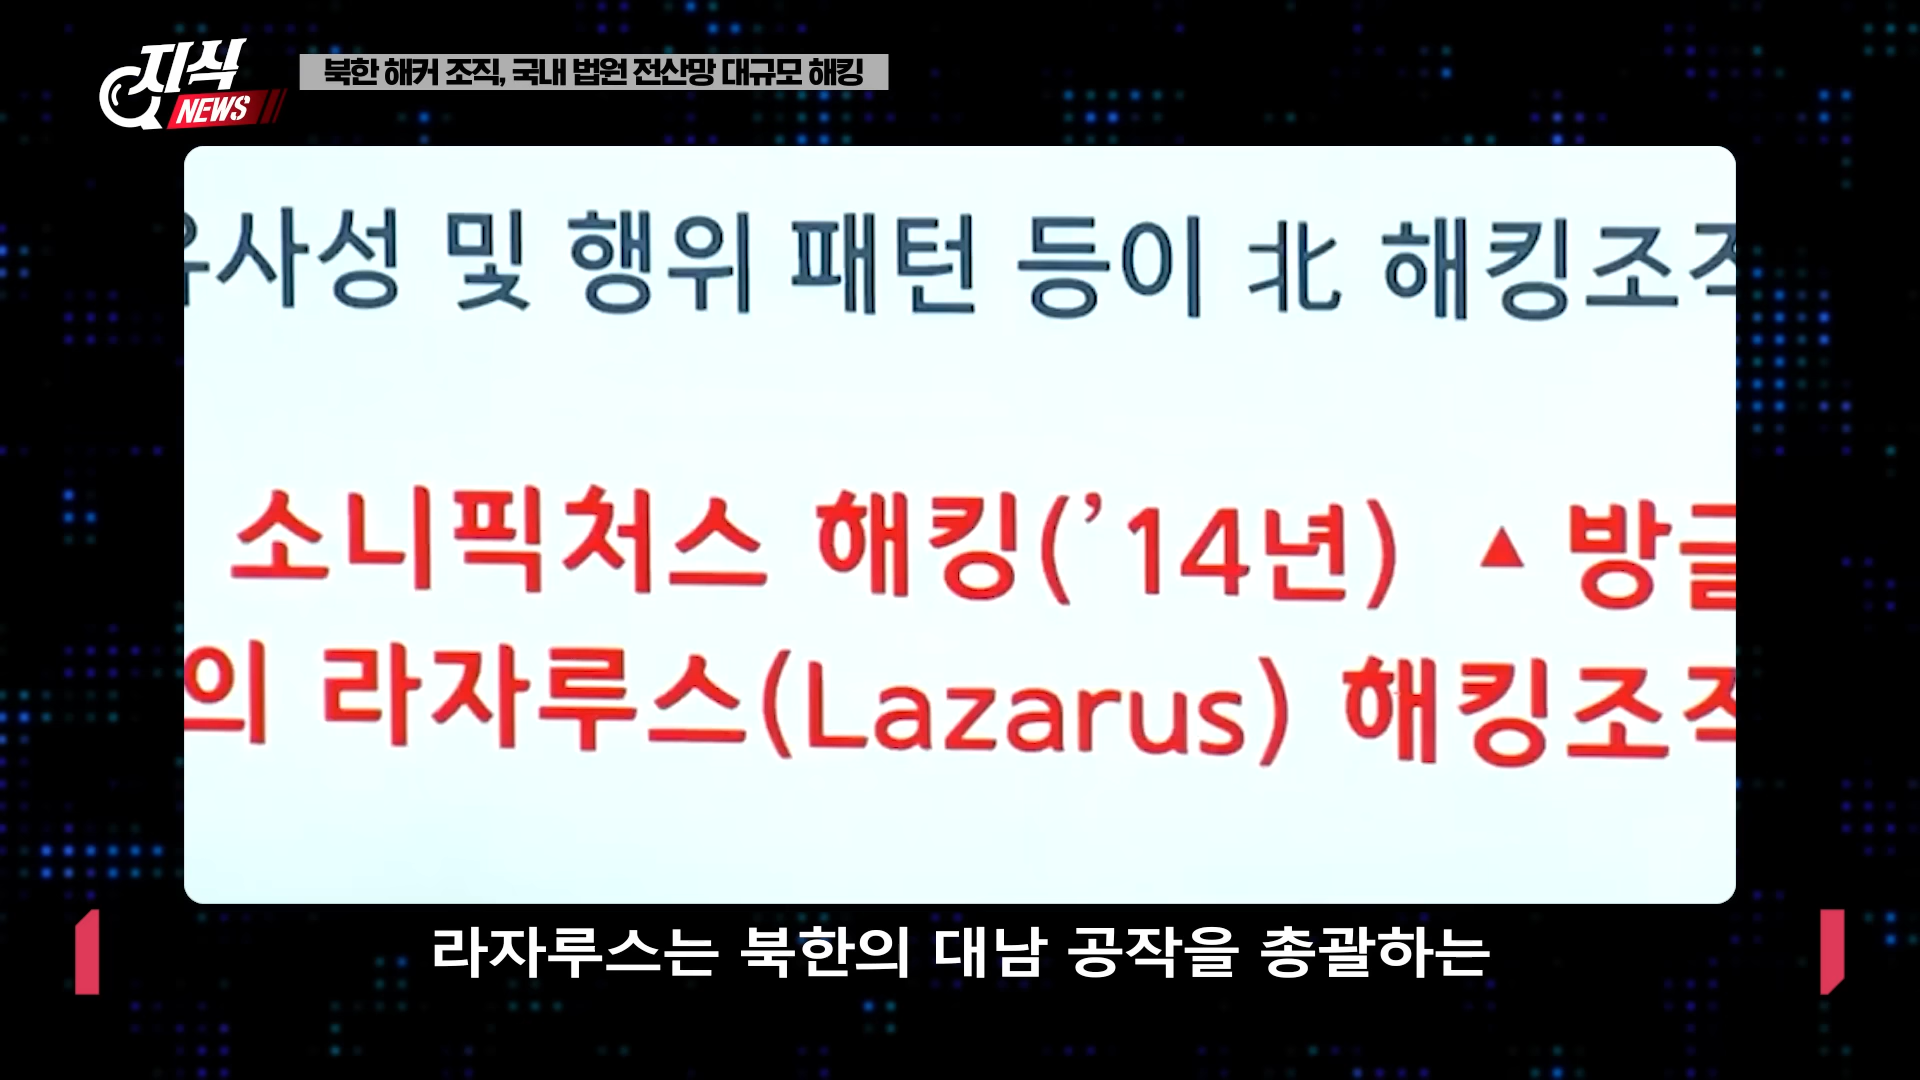 지식
NEWS
북한 해커 조직, 국내 법원 전산망 대규모 해킹
사성 및 행위 패턴 등이 北 해킹조
소니픽처스 해킹('14년) ▲방
의 라자루스(Lazarus) 해킹조
라자루스는 북한의 대남 공작을 총괄하는